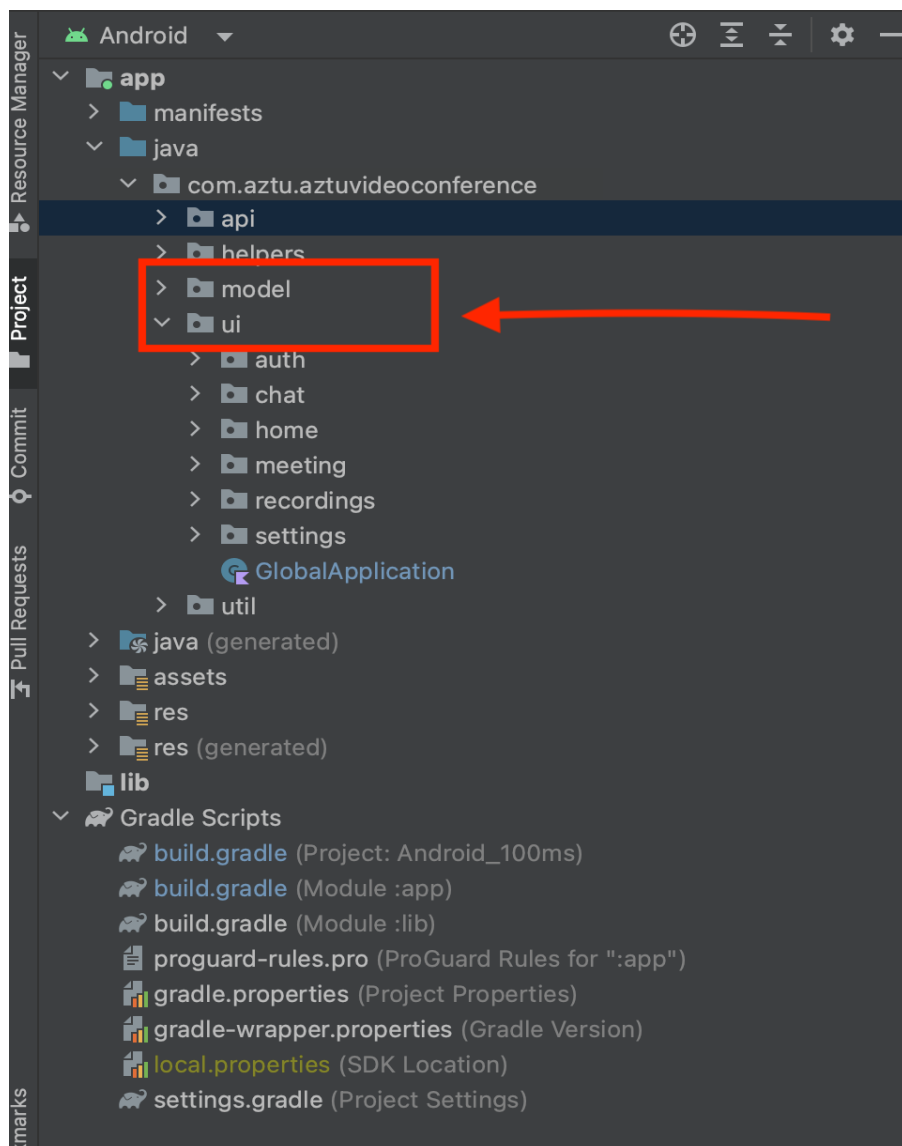 Android
app
manifests
java
com.aztu.aztuvideoconference
api
helpers
model
ui
auth
chat
home
meeting
recordings
settings
GlobalApplication
util
java (generated)
assets
res
res (generated)
lib
Gradle Scripts
build.gradle (Project: Android_100ms)
build.gradle (Module :app)
build.gradle (Module :lib)
proguard-rules.pro (ProGuard Rules for ":app")
gradle.properties (Project Properties)
gradle-wrapper.properties (Gradle Version)
local.properties (SDK Location)
settings.gradle (Project Settings)
Resource Manager
Project
Commit
Pull Requests
marks